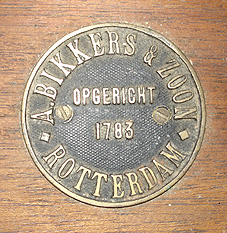 A. BIKKERS & ZOON
OPGERICHT
1783
ROTTERDAM